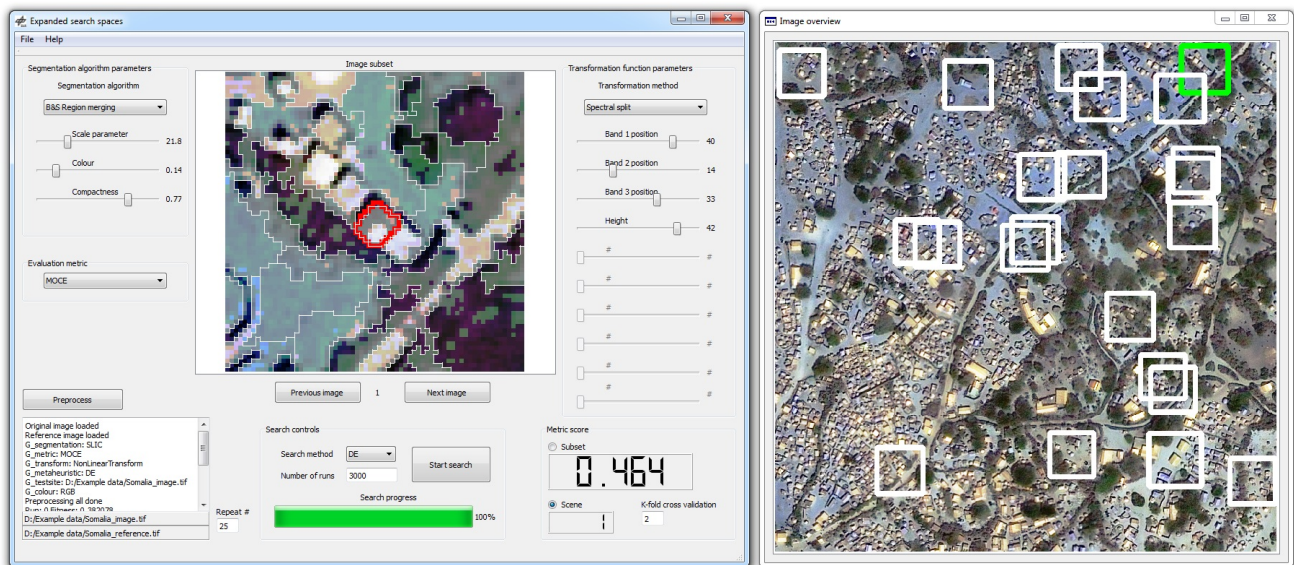 Expanded search spaces
File Help
Segmentation algorithm parameters
Segmentation algorithm
B&S Region merging
Scale parameter
21.8
Colour
0.14
Compactness
0.77
Evaluation metric
MOCE
Image subset
Previous image 1 Next image
Transformation function parameters
Transformation method
Spectral split
Band 1 position
40
Band 2 position
14
Band 3 position
33
Height
42
#
#
#
#
#
#
#
#
#
#
#
#
Preprocess
Original image loaded
Reference image loaded
G_segmentation: SLIC
G_metric: MOCE
G_transform: NonLinearTransform
G_metaheuristic: DE
G_testsite: D:/Example data/Somalia_image.tif
G_colour: RGB
Preprocessing all done
Run: 0 Fitness: 0.382078
D:/Example data/Somalia_image.tif
D:/Example data/Somalia_reference.tif
Repeat #
25
Search controls
Search method DE
Number of runs 3000
Start search
Search progress
100%
Metric score
Subset
0.464
Scene
1
K-fold cross validation
2
Image overview